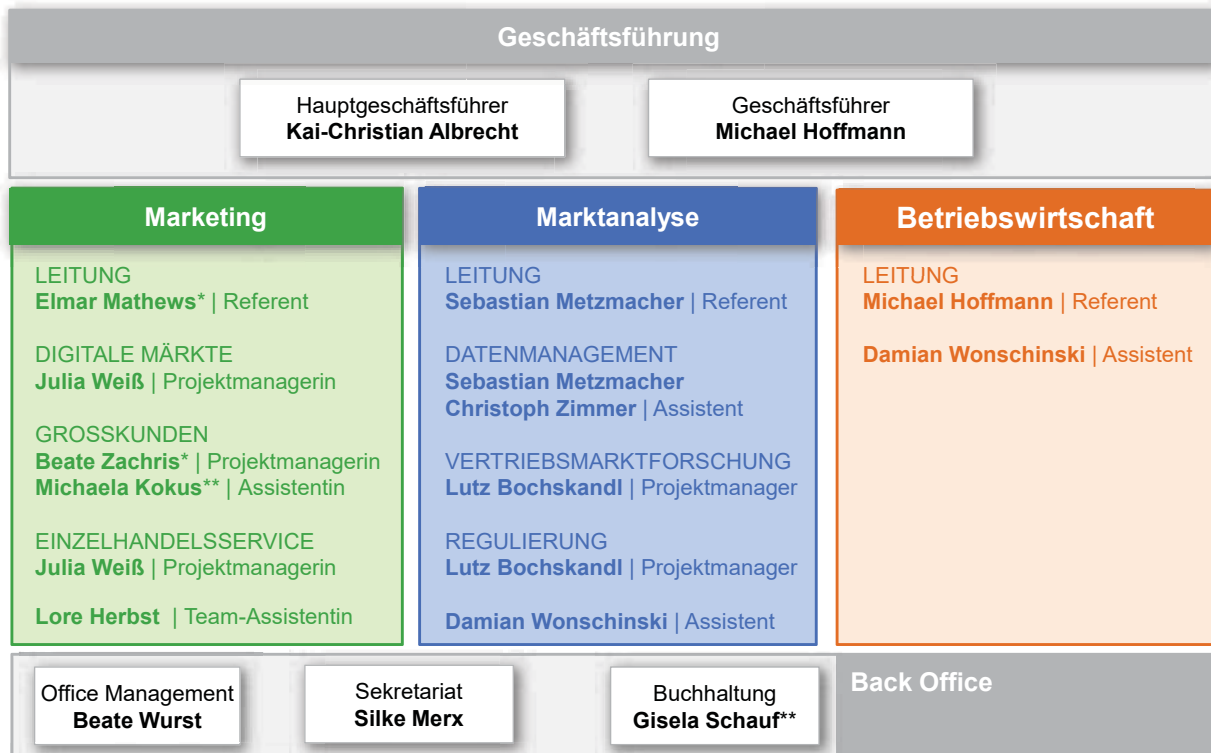 Geschäftsführung
Hauptgeschäftsführer
Kai-Christian Albrecht
Geschäftsführer
Michael Hoffmann
Marketing
LEITUNG
Elmar Mathews* | Referent
DIGITALE MÄRKTE
Julia Weiß | Projektmanagerin
GROSSKUNDEN
Beate Zachris* | Projektmanagerin
Michaela Kokus** | Assistentin
EINZELHANDELSSERVICE
Julia Weiß | Projektmanagerin
Lore Herbst | Team-Assistentin
Marktanalyse
LEITUNG
Sebastian Metzmacher | Referent
DATENMANAGEMENT
Sebastian Metzmacher
Christoph Zimmer | Assistent
VERTRIEBSMARKTFORSCHUNG
Lutz Bochskandl | Projektmanager
REGULIERUNG
Lutz Bochskandl | Projektmanager
Damian Wonschinski | Assistent
Betriebswirtschaft
LEITUNG
Michael Hoffmann | Referent
Damian Wonschinski | Assistent
Office Management
Beate Wurst
Sekretariat
Silke Merx
Buchhaltung
Gisela Schauf**
Back Office